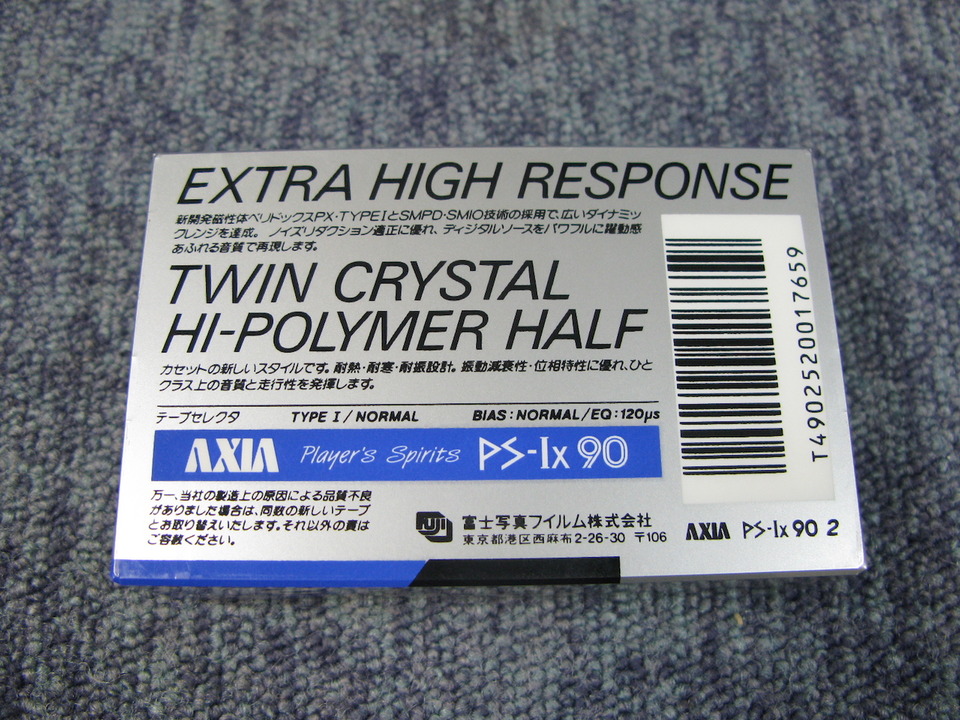 EXTRA HIGH RESPONSE
新開発磁性体ベリドックスPX・TYPEIとSMPD・SMIO技術の採用で、広いダイナミッ
クレンジを達成。ノイズリダクション適正に優れ、ディジタルソースをパワフルに躍動感
あふれる音質で再現します。
TWIN CRYSTAL
HI-POLYMER HALF
カセットの新しいスタイルです。耐熱・耐寒・耐振設計。振動減衰性・位相特性に優れ、ひと
クラス上の音質と走行性を発揮します。
テープセレクタ TYPE I / NORMAL BIAS : NORMAL / EQ : 120μs
AXIA Player's Spirits PS-Ix 90
万一、当社の製造上の原因による品質不良
がありました場合は、同数の新しいテープ
とお取り替えいたします。それ以外の責は
ご容赦ください。
FUJI 富士写真フイルム株式会社
東京都港区西麻布2-26-30 〒106
T4902520017659
AXIA PS-Ix 90 2